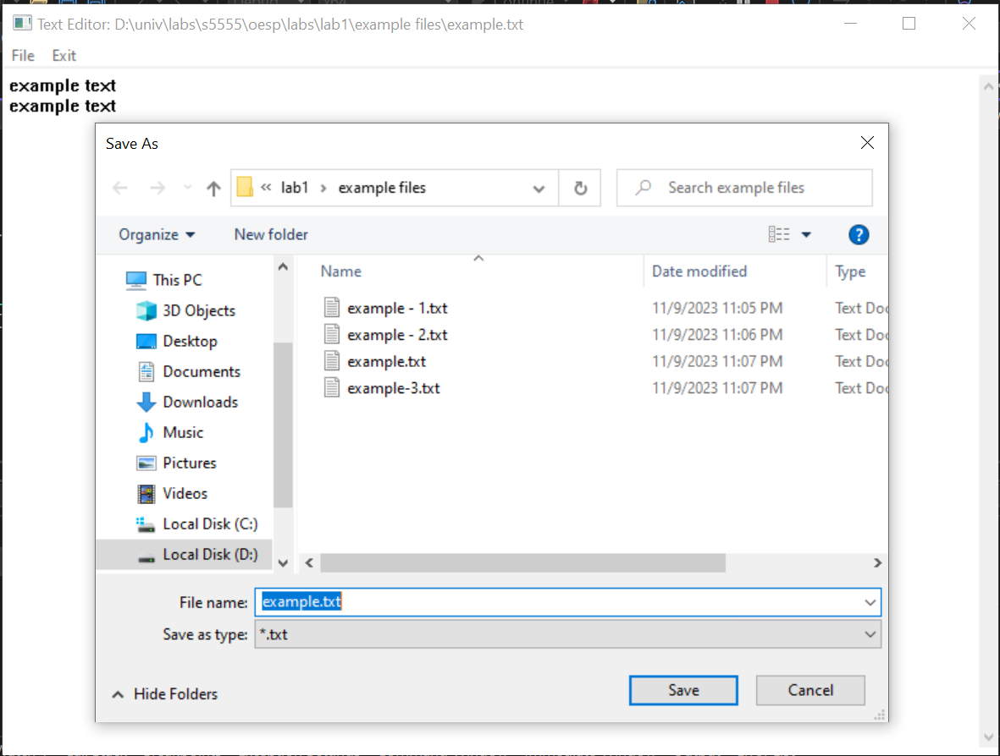 Text Editor: D:\univ\labs\s5555\oesp\labs\lab1\example files\example.txt
File Exit
example text
example text
Save As
« lab1 › example files
Search example files
Organize New folder
?
This PC
3D Objects
Desktop
Documents
Downloads
Music
Pictures
Videos
Local Disk (C:)
Local Disk (D:)
Name Date modified Type
example - 1.txt 11/9/2023 11:05 PM Text Doc
example - 2.txt 11/9/2023 11:06 PM Text Doc
example.txt 11/9/2023 11:07 PM Text Doc
example-3.txt 11/9/2023 11:07 PM Text Doc
File name: example.txt
Save as type: *.txt
Hide Folders
Save Cancel